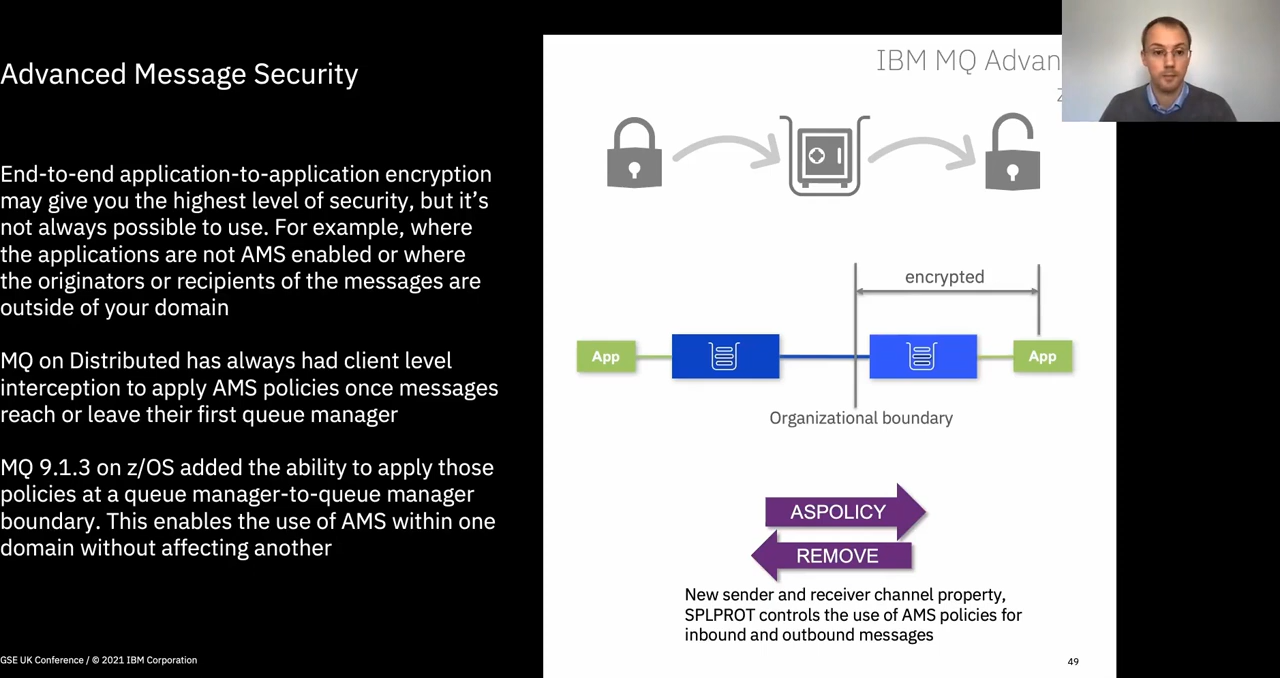 Advanced Message Security
End-to-end application-to-application encryption
may give you the highest level of security, but it’s
not always possible to use. For example, where
the applications are not AMS enabled or where
the originators or recipients of the messages are
outside of your domain
MQ on Distributed has always had client level
interception to apply AMS policies once messages
reach or leave their first queue manager
MQ 9.1.3 on z/OS added the ability to apply those
policies at a queue manager-to-queue manager
boundary. This enables the use of AMS within one
domain without affecting another
GSE UK Conference / © 2021 IBM Corporation
IBM MQ Advan
encrypted
App
App
Organizational boundary
ASPOLICY
REMOVE
New sender and receiver channel property,
SPLPROT controls the use of AMS policies for
inbound and outbound messages
49